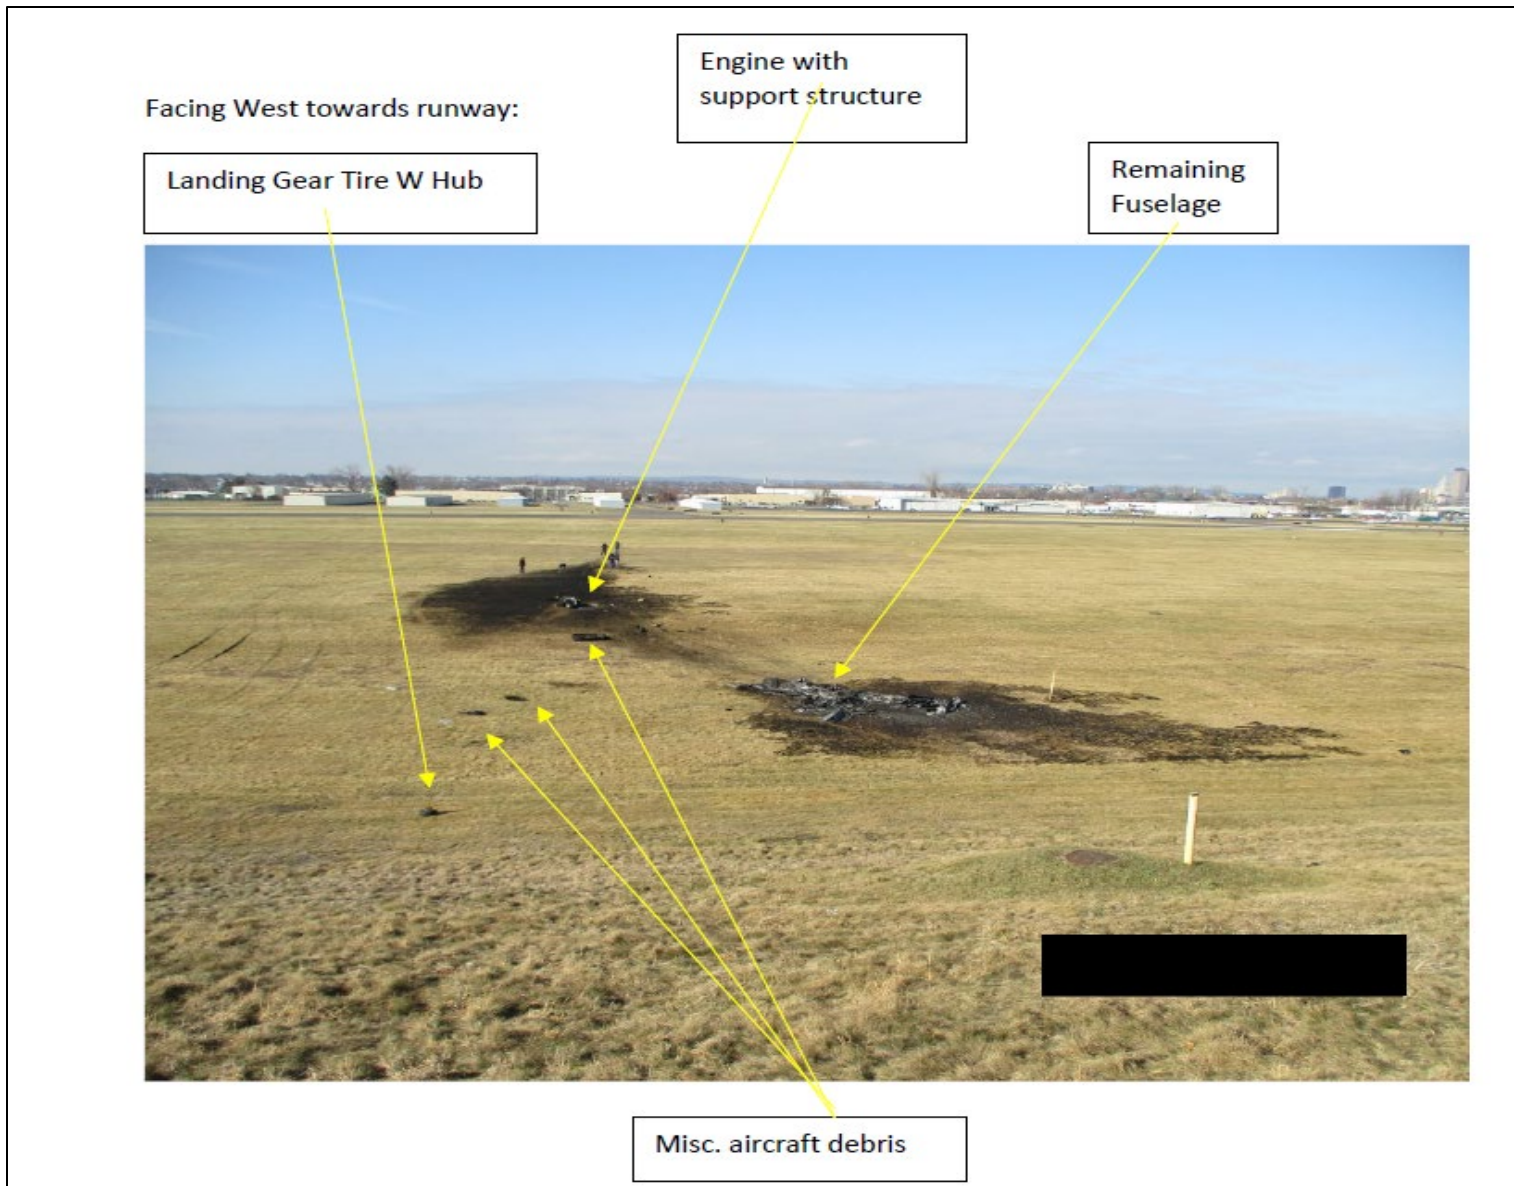 Engine with
support structure
Facing West towards runway:
Landing Gear Tire W Hub
Remaining
Fuselage
Misc. aircraft debris